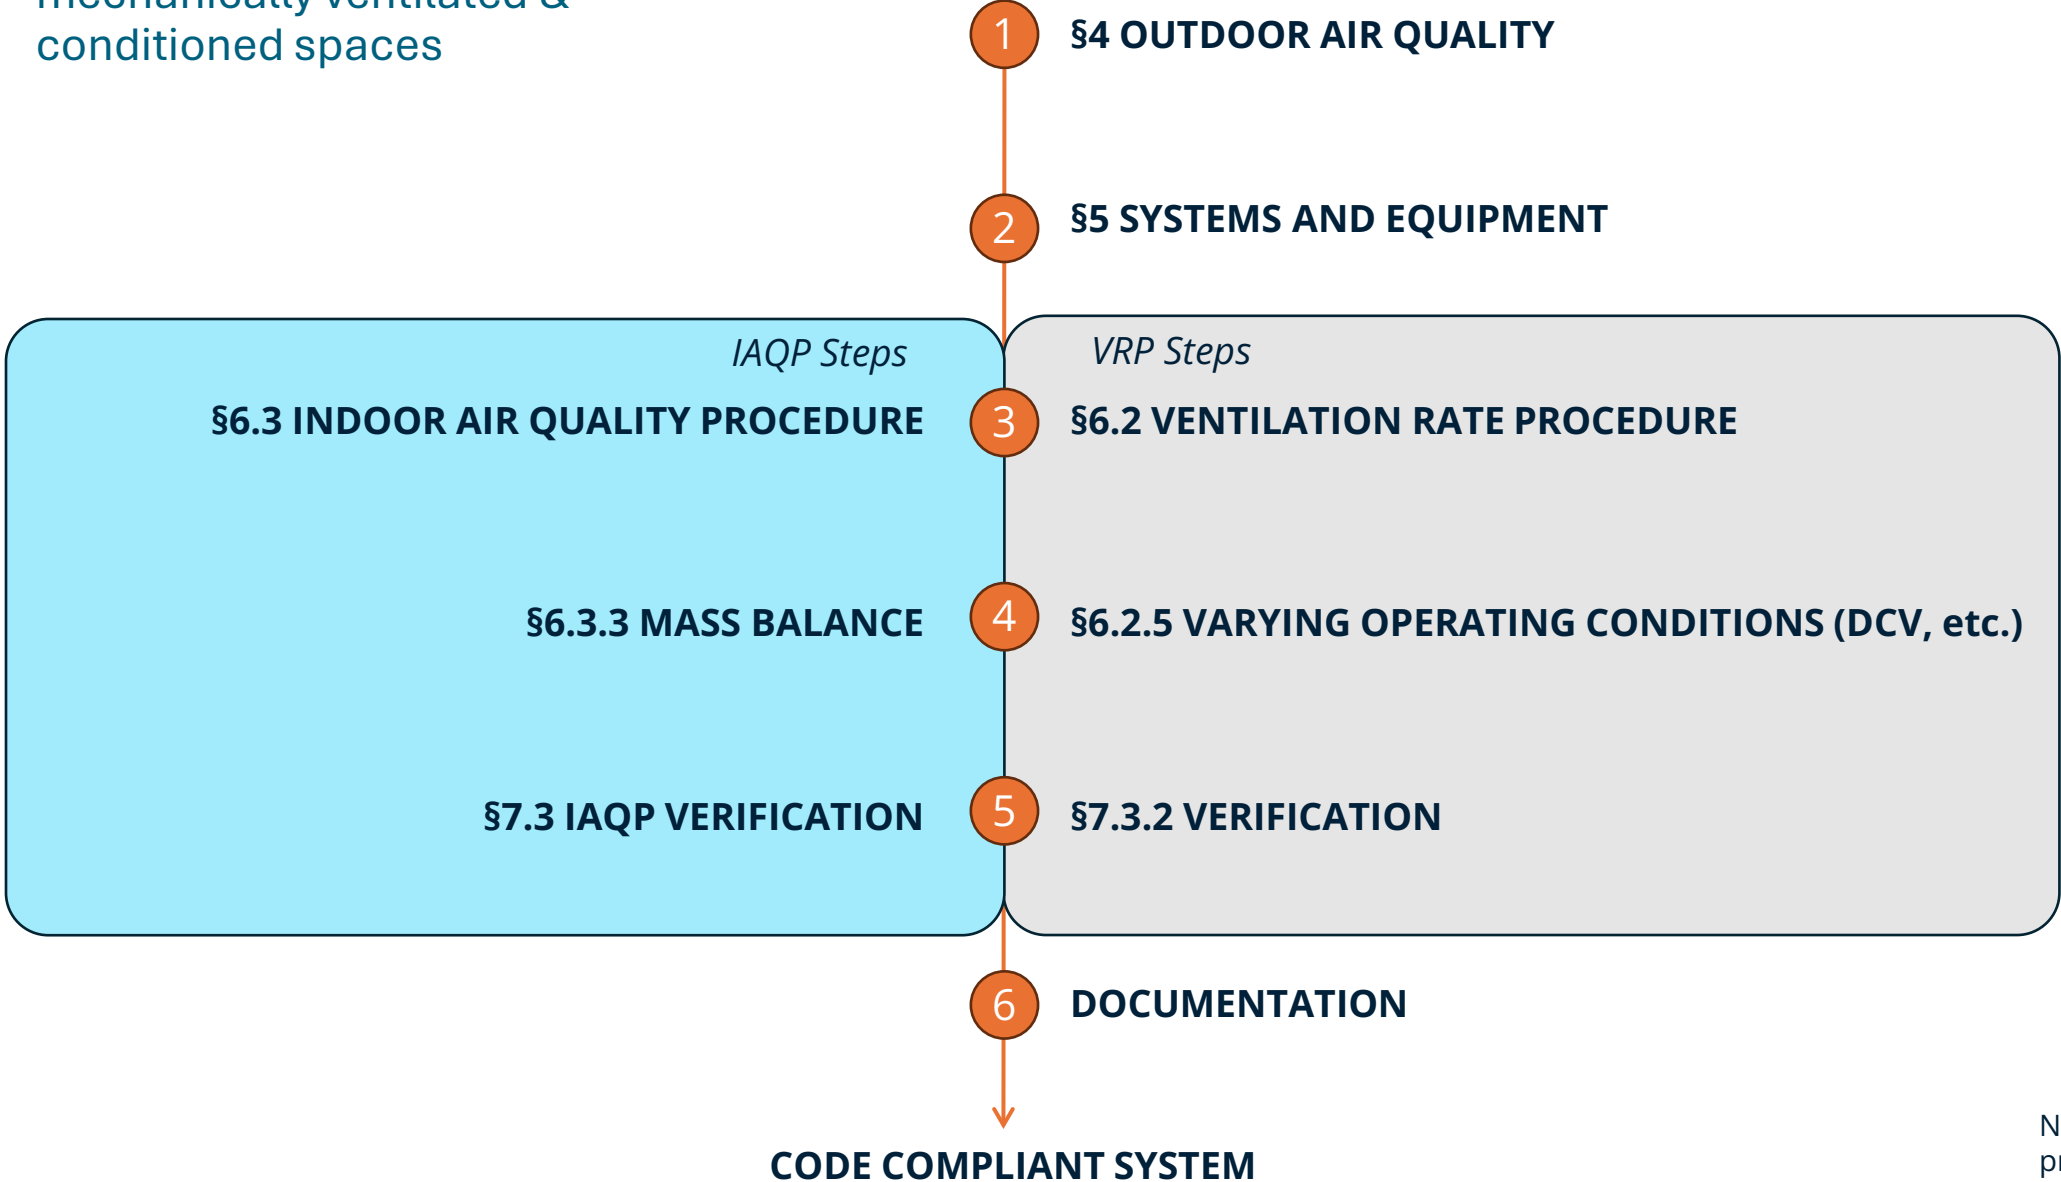 mechanically ventilated &
conditioned spaces
1 §4 OUTDOOR AIR QUALITY
2 §5 SYSTEMS AND EQUIPMENT
IAQP Steps
VRP Steps
§6.3 INDOOR AIR QUALITY PROCEDURE 3 §6.2 VENTILATION RATE PROCEDURE
§6.3.3 MASS BALANCE 4 §6.2.5 VARYING OPERATING CONDITIONS (DCV, etc.)
§7.3 IAQP VERIFICATION 5 §7.3.2 VERIFICATION
6 DOCUMENTATION
CODE COMPLIANT SYSTEM